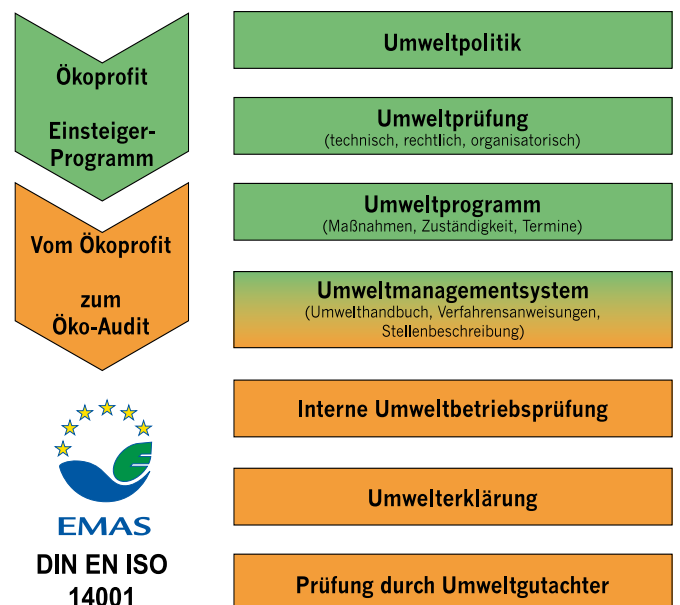 Ökoprofit
Einsteiger-
Programm
Vom Ökoprofit
zum
Öko-Audit
EMAS
DIN EN ISO
14001
Umweltpolitik
Umweltprüfung
(technisch, rechtlich, organisatorisch)
Umweltprogramm
(Maßnahmen, Zuständigkeit, Termine)
Umweltmanagementsystem
(Umwelthandbuch, Verfahrensanweisungen,
Stellenbeschreibung)
Interne Umweltbetriebsprüfung
Umwelterklärung
Prüfung durch Umweltgutachter